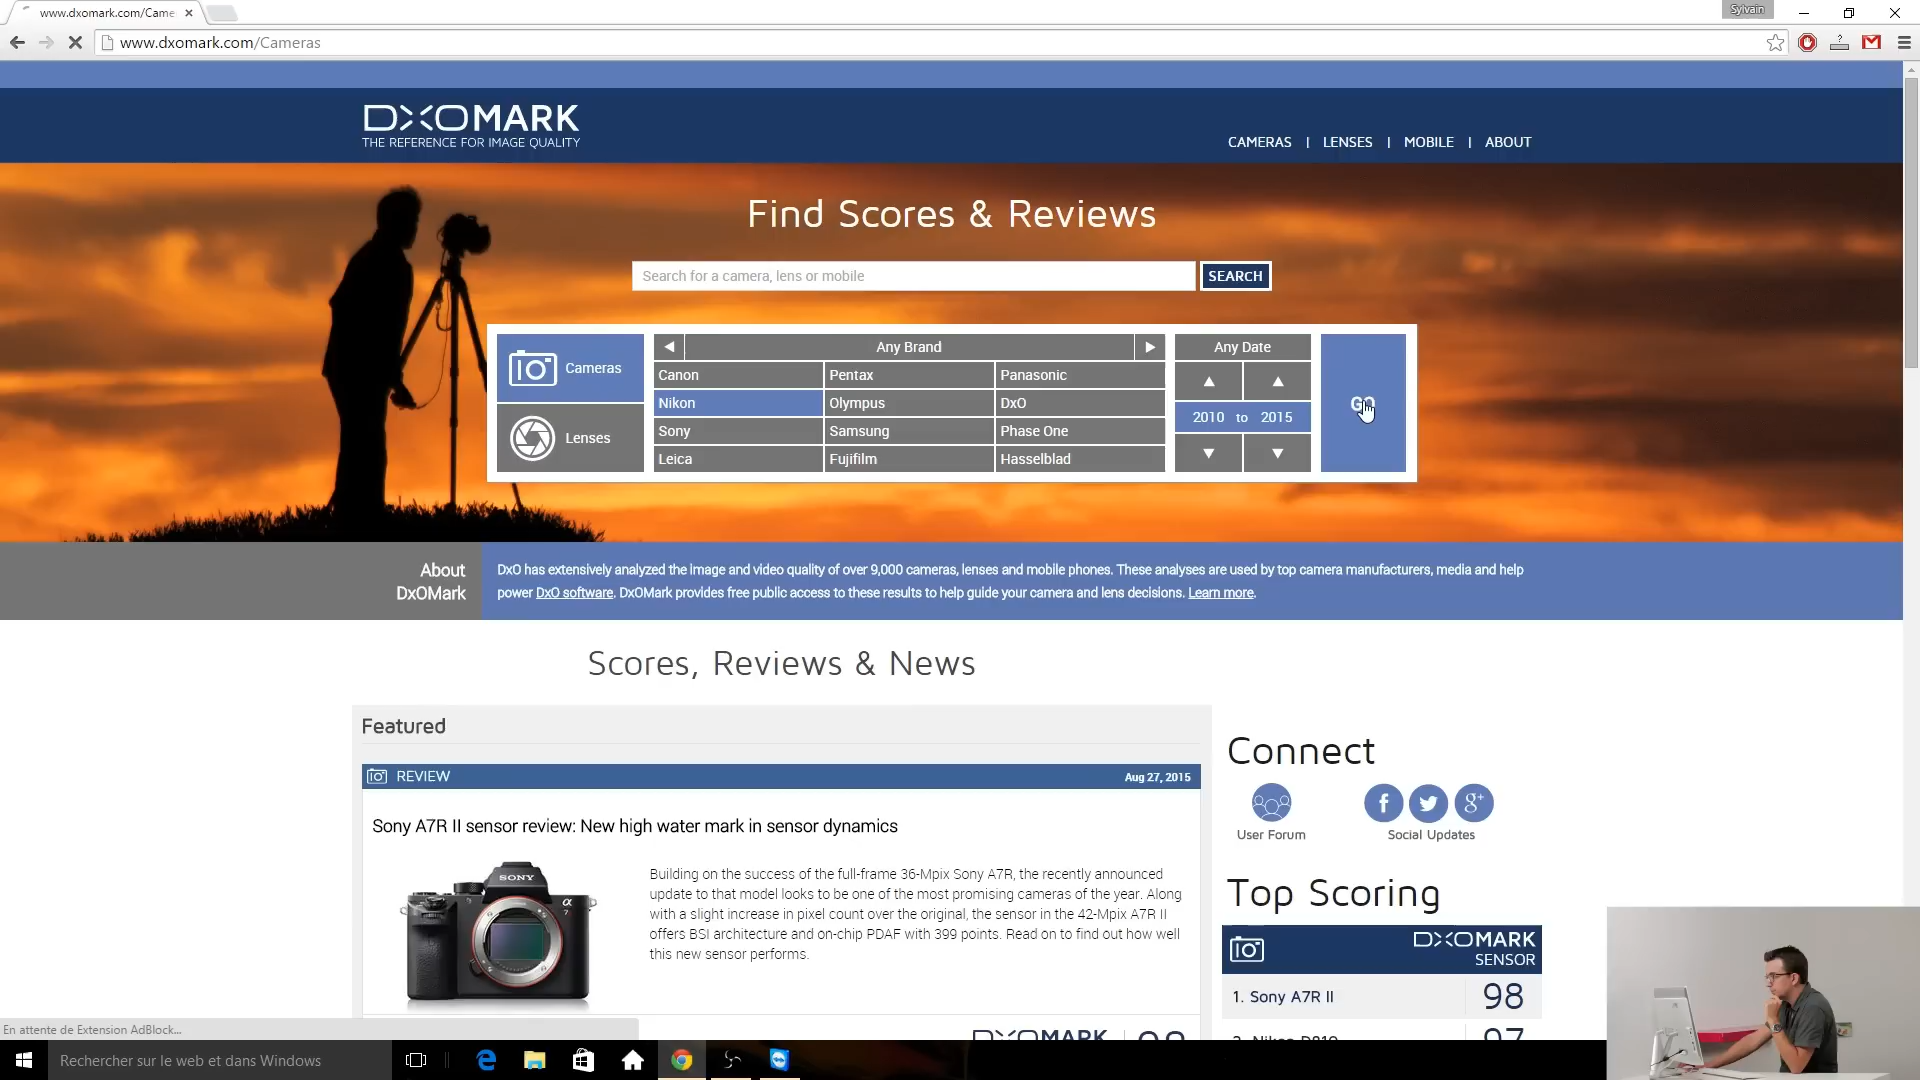 www.dxomark.com/Came
Sylvain
www.dxomark.com/Cameras
DXOMARK
THE REFERENCE FOR IMAGE QUALITY
CAMERAS | LENSES | MOBILE | ABOUT
Find Scores & Reviews
Search for a camera, lens or mobile
SEARCH
Cameras
Lenses
Any Brand
Canon Pentax Panasonic
Nikon Olympus DxO
Sony Samsung Phase One
Leica Fujifilm Hasselblad
Any Date
2010 to 2015
GO
About
DxOMark
DxO has extensively analyzed the image and video quality of over 9,000 cameras, lenses and mobile phones. These analyses are used by top camera manufacturers, media and help
power DxO software. DxOMark provides free public access to these results to help guide your camera and lens decisions. Learn more.
Scores, Reviews & News
Featured
REVIEW Aug 27, 2015
Sony A7R II sensor review: New high water mark in sensor dynamics
SONY
α
7
Building on the success of the full-frame 36-Mpix Sony A7R, the recently announced
update to that model looks to be one of the most promising cameras of the year. Along
with a slight increase in pixel count over the original, the sensor in the 42-Mpix A7R II
offers BSI architecture and on-chip PDAF with 399 points. Read on to find out how well
this new sensor performs.
DXOMARK
Connect
User Forum
Social Updates
Top Scoring
DXOMARK
SENSOR
1. Sony A7R II 98
2. Nikon D810 97
En attente de Extension AdBlock...
Rechercher sur le web et dans Windows